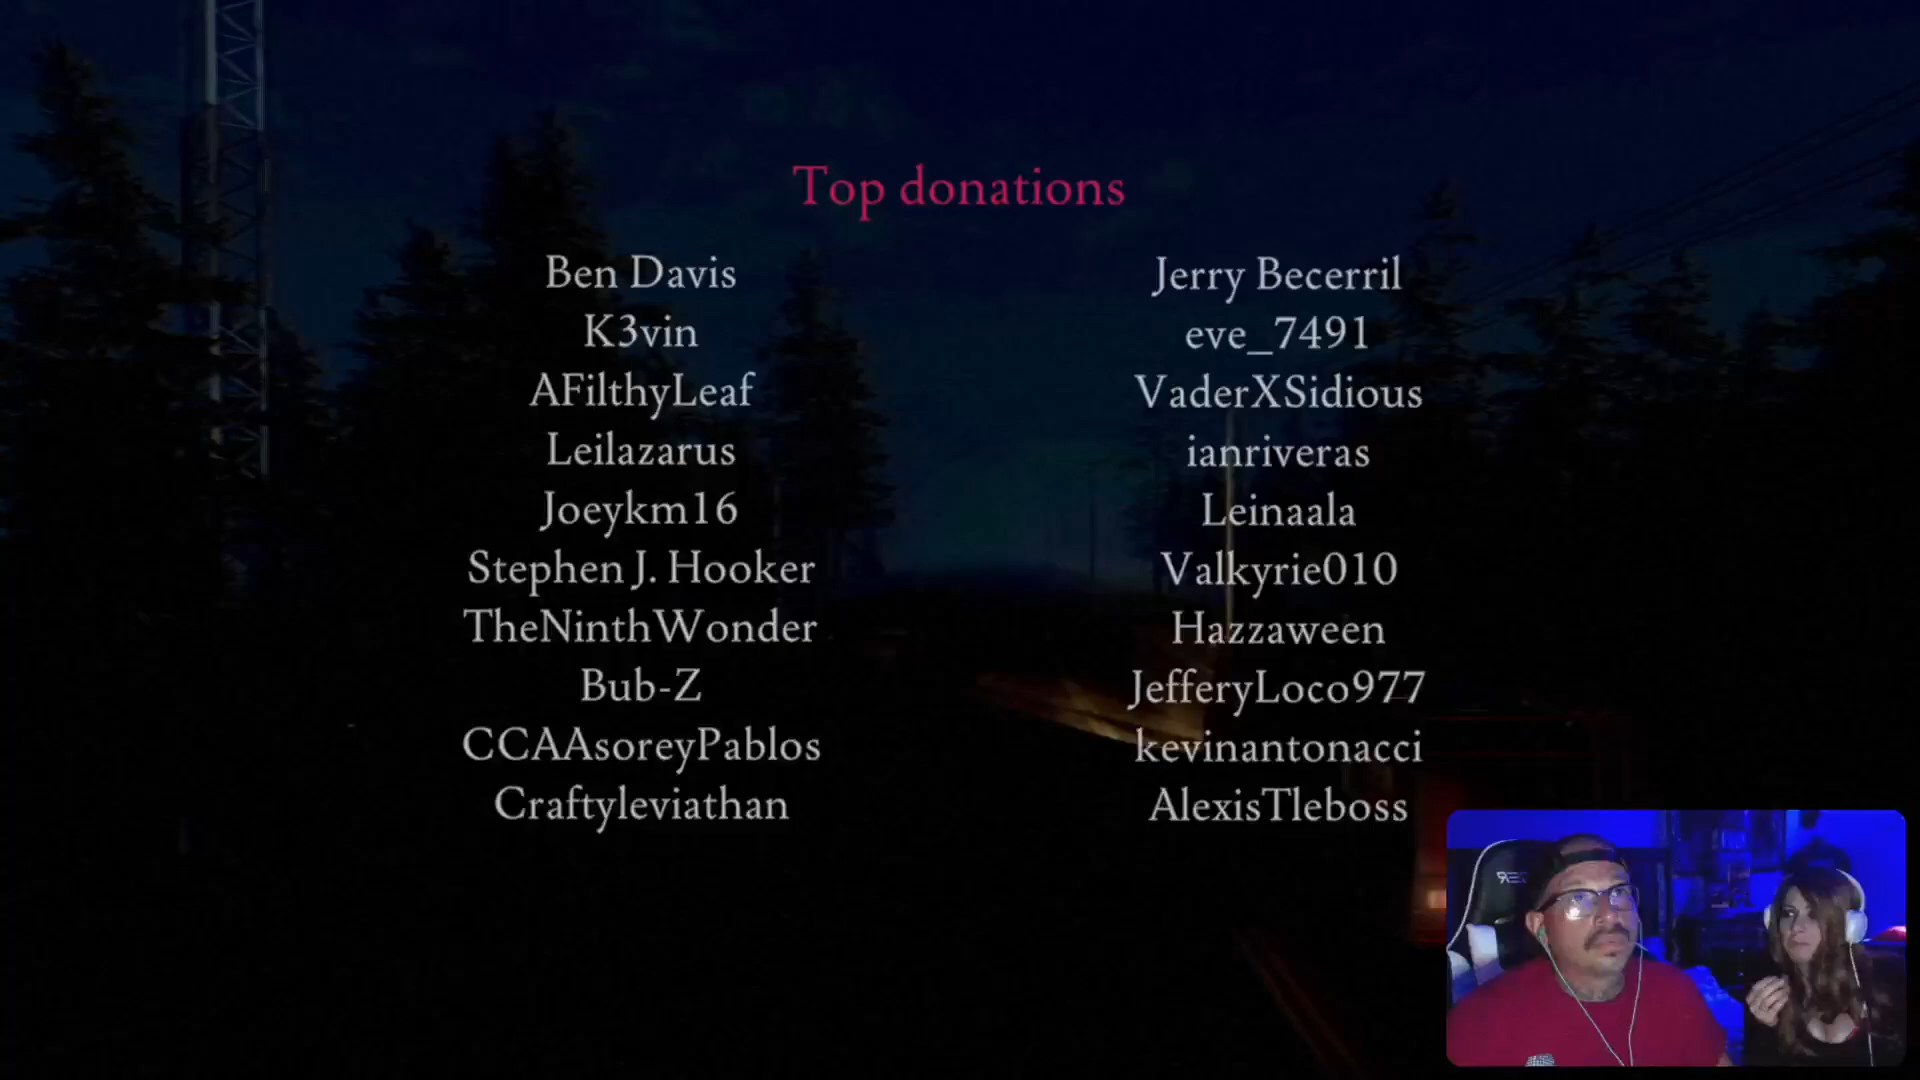 Top donations
Ben Davis
K3vin
AFilthyLeaf
Leilazarus
Joeykm16
Stephen J. Hooker
TheNinthWonder
Bub-Z
CCAAsoreyPablos
Craftyleviathan
Jerry Becerril
eve_7491
VaderXSidious
ianriveras
Leinaala
Valkyrie010
Hazzaween
JefferyLoco977
kevinantonacci
AlexisTleboss